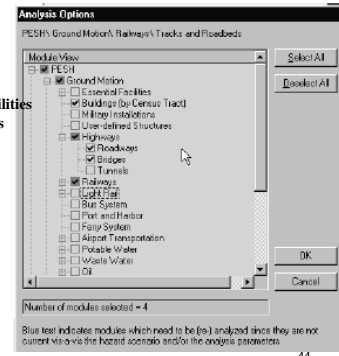 Analysis Options
PESH\ Ground Motion\ Railways\ Tracks and Roadbeds
Module View
PESH
Ground Motion
Essential Facilities
Buildings (by Census Tract)
Military Installations
User-defined Structures
Highways
Roadways
Bridges
Tunnels
Railways
Light Rail
Bus System
Port and Harbor
Ferry System
Airport Transportation
Potable Water
Waste Water
Oil
Select All
Deselect All
OK
Cancel
ilities
s
Number of modules selected = 4
Blue text indicates modules which need to be (re-) analyzed since they are not
current vis-a-vis the hazard scenario and/or the analysis parameters.
44